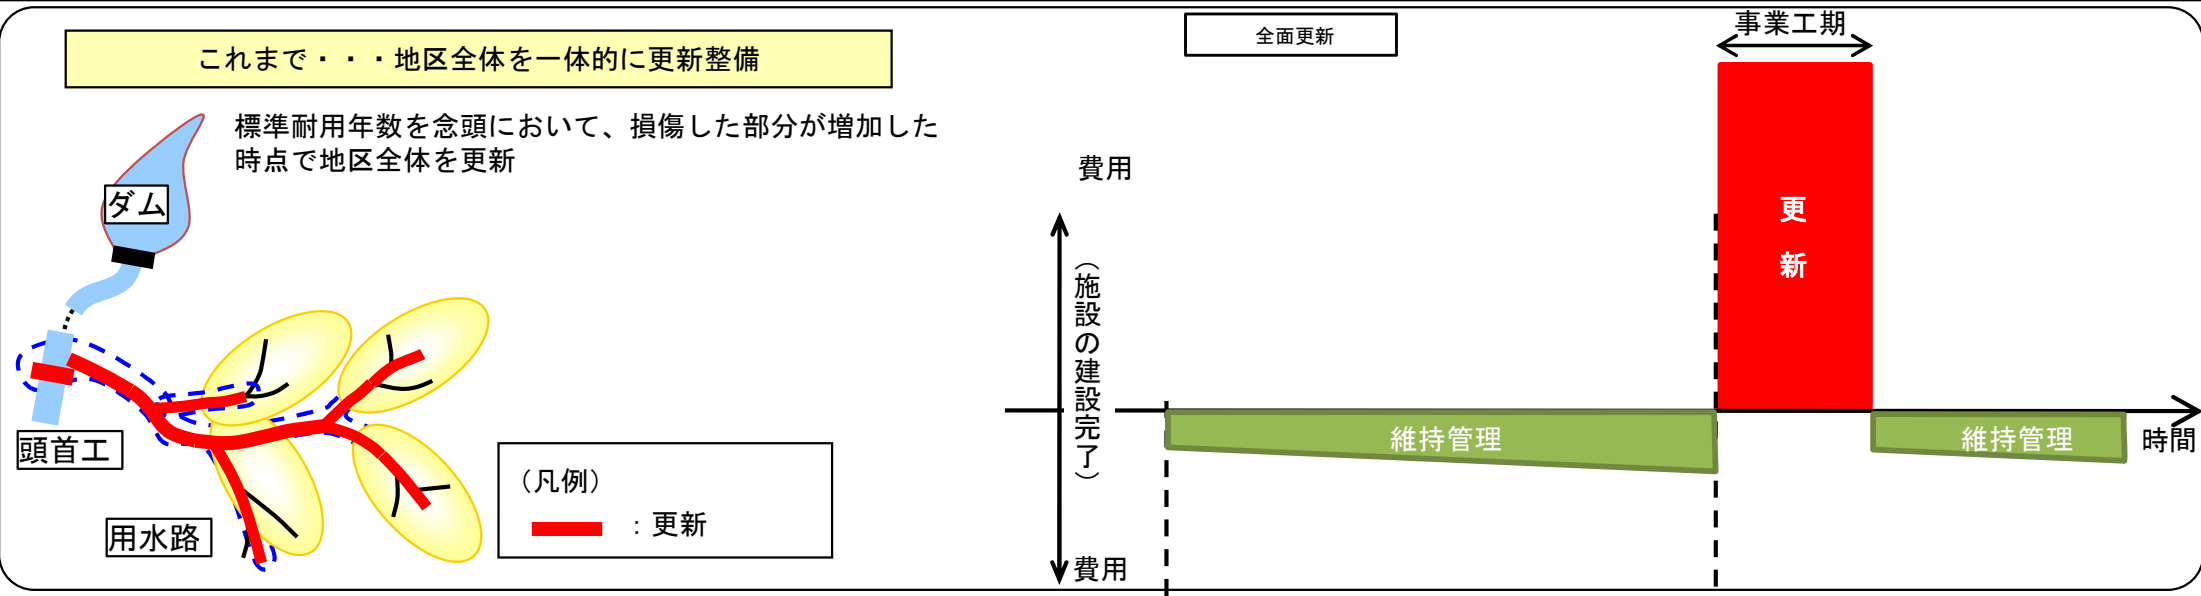 これまで・・・地区全体を一体的に更新整備
標準耐用年数を念頭において、損傷した部分が増加した
時点で地区全体を更新
ダム
頭首工
用水路
（凡例）
：更新
全面更新
事業工期
費用
（施設の建設完了）
更新
維持管理
維持管理
時間
費用